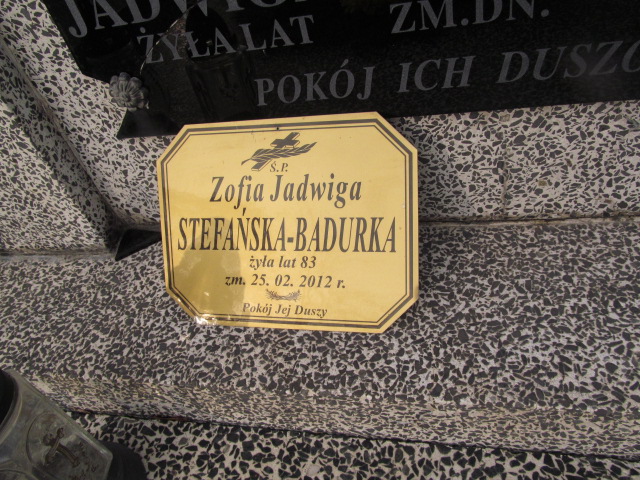 ŻYŁA LAT ZM.DN.
POKÓJ ICH
Ś.P.
Zofia Jadwiga
STEFAŃSKA-BADURKA
żyła lat 83
zm. 25. 02. 2012 r.
Pokój Jej Duszy